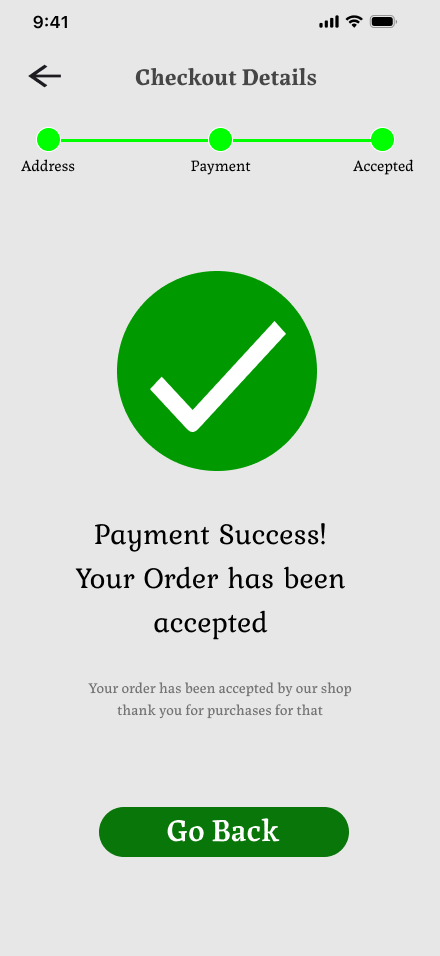 9:41
Checkout Details
Address Payment Accepted
Payment Success!
Your Order has been
accepted
Your order has been accepted by our shop
thank you for purchases for that
Go Back